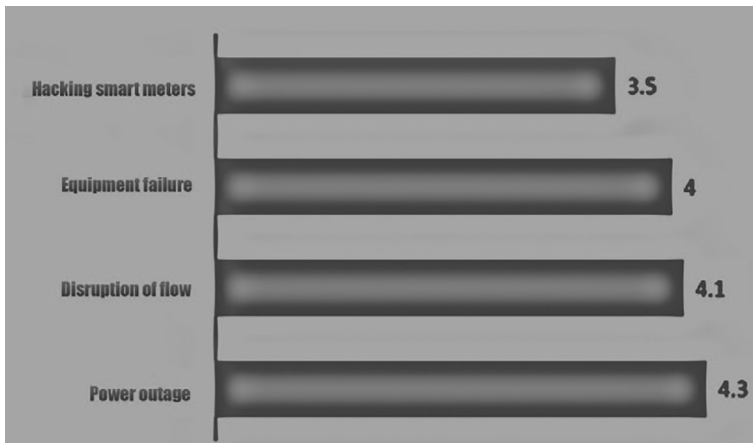 Hacking smart meters 3.5
Equipment failure 4
Disruption of flow 4.1
Power outage 4.3